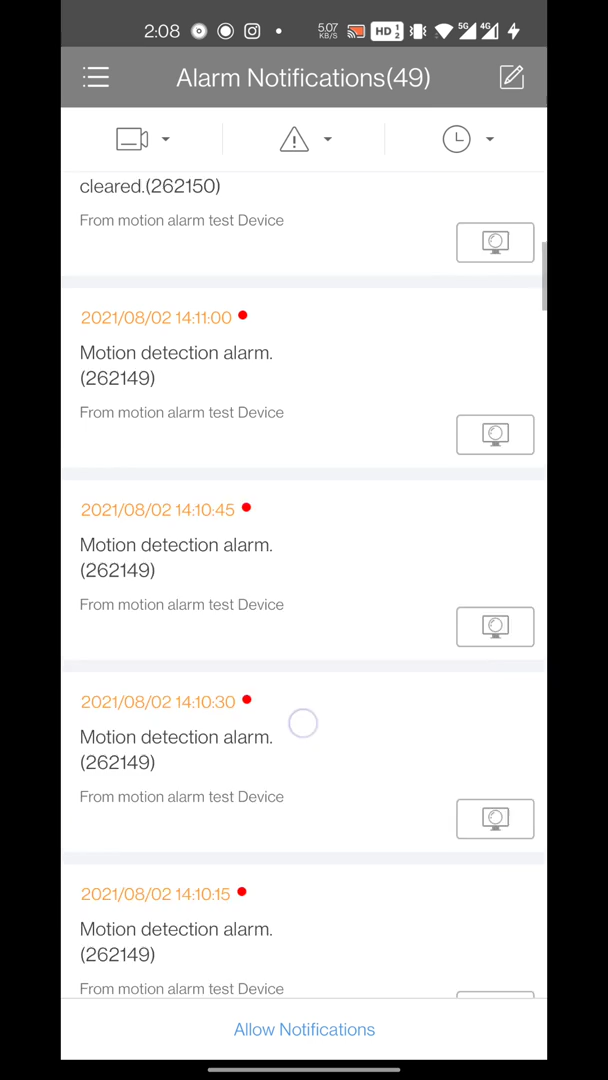 2:08
5.07
KB/S
HD 1
2
5G
4G
Alarm Notifications(49)
cleared.(262150)
From motion alarm test Device
2021/08/02 14:11:00
Motion detection alarm.
(262149)
From motion alarm test Device
2021/08/02 14:10:45
Motion detection alarm.
(262149)
From motion alarm test Device
2021/08/02 14:10:30
Motion detection alarm.
(262149)
From motion alarm test Device
2021/08/02 14:10:15
Motion detection alarm.
(262149)
From motion alarm test Device
Allow Notifications